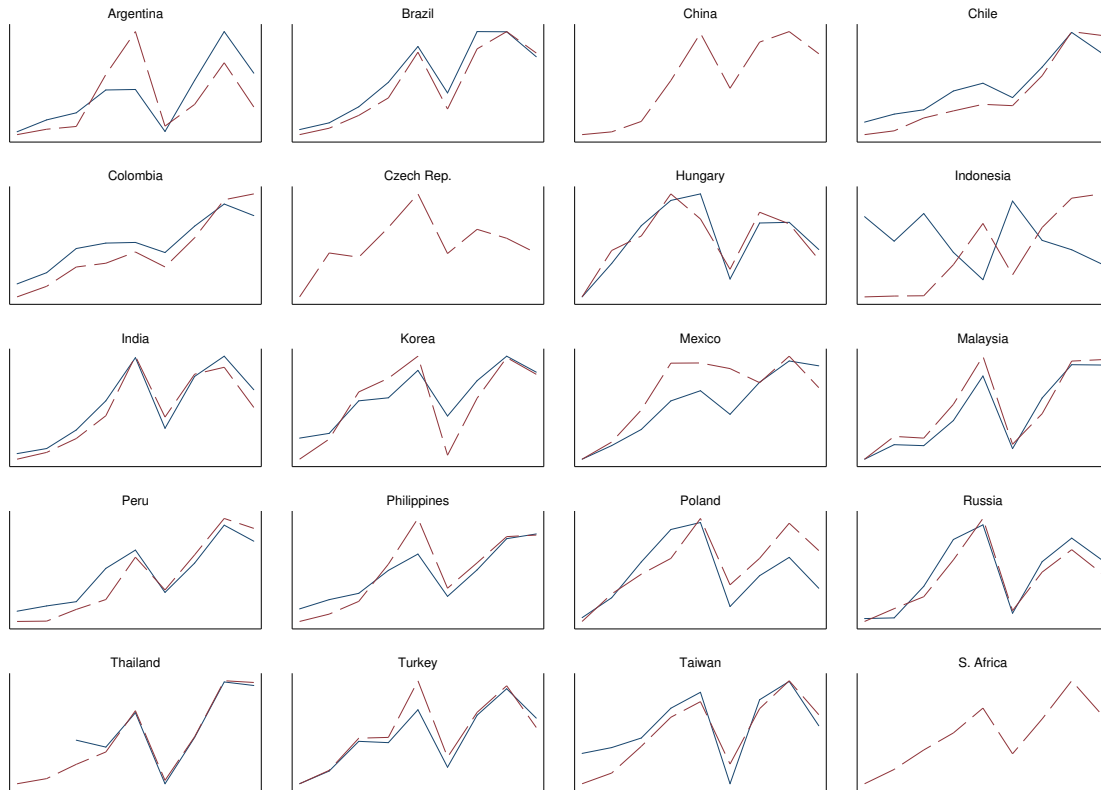 Argentina
Brazil
China
Chile
Colombia
Czech Rep.
Hungary
Indonesia
India
Korea
Mexico
Malaysia
Peru
Philippines
Poland
Russia
Thailand
Turkey
Taiwan
S. Africa